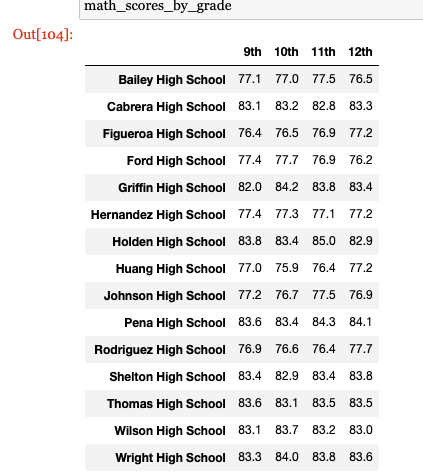 math_scores_by_grade
Out[104]:
9th 10th 11th 12th
Bailey High School 77.1 77.0 77.5 76.5
Cabrera High School 83.1 83.2 82.8 83.3
Figueroa High School 76.4 76.5 76.9 77.2
Ford High School 77.4 77.7 76.9 76.2
Griffin High School 82.0 84.2 83.8 83.4
Hernandez High School 77.4 77.3 77.1 77.2
Holden High School 83.8 83.4 85.0 82.9
Huang High School 77.0 75.9 76.4 77.2
Johnson High School 77.2 76.7 77.5 76.9
Pena High School 83.6 83.4 84.3 84.1
Rodriguez High School 76.9 76.6 76.4 77.7
Shelton High School 83.4 82.9 83.4 83.8
Thomas High School 83.6 83.1 83.5 83.5
Wilson High School 83.1 83.7 83.2 83.0
Wright High School 83.3 84.0 83.8 83.6